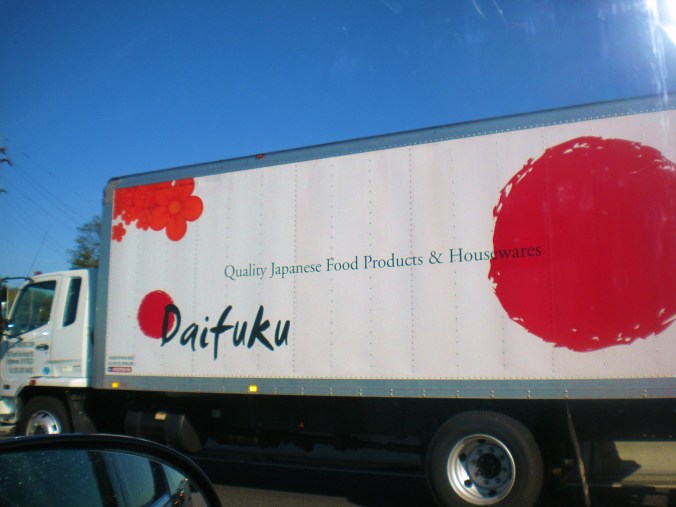 Quality Japanese Food Products & Housewares
Daifuku